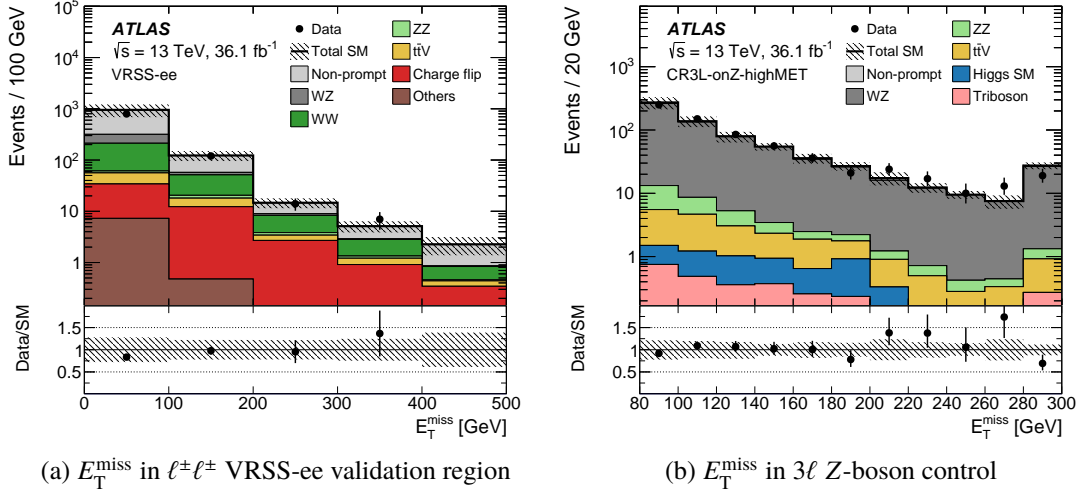 Events / 100 GeV
10⁵
10⁴
10³
10²
10
1
ATLAS
√s = 13 TeV, 36.1 fb⁻¹
VRSS-ee
Data
Total SM
Non-prompt
WZ
WW
ZZ
tt̄V
Charge flip
Others
Data/SM
1.5
1
0.5
0 100 200 300 400 500
E_T^miss [GeV]
(a) E_T^miss in ℓ±ℓ± VRSS-ee validation region
Events / 20 GeV
10³
10²
10
1
ATLAS
√s = 13 TeV, 36.1 fb⁻¹
CR3L-onZ-highMET
Data
Total SM
Non-prompt
WZ
ZZ
tt̄V
Higgs SM
Triboson
Data/SM
1.5
1
0.5
80 100 120 140 160 180 200 220 240 260 280 300
E_T^miss [GeV]
(b) E_T^miss in 3ℓ Z-boson control